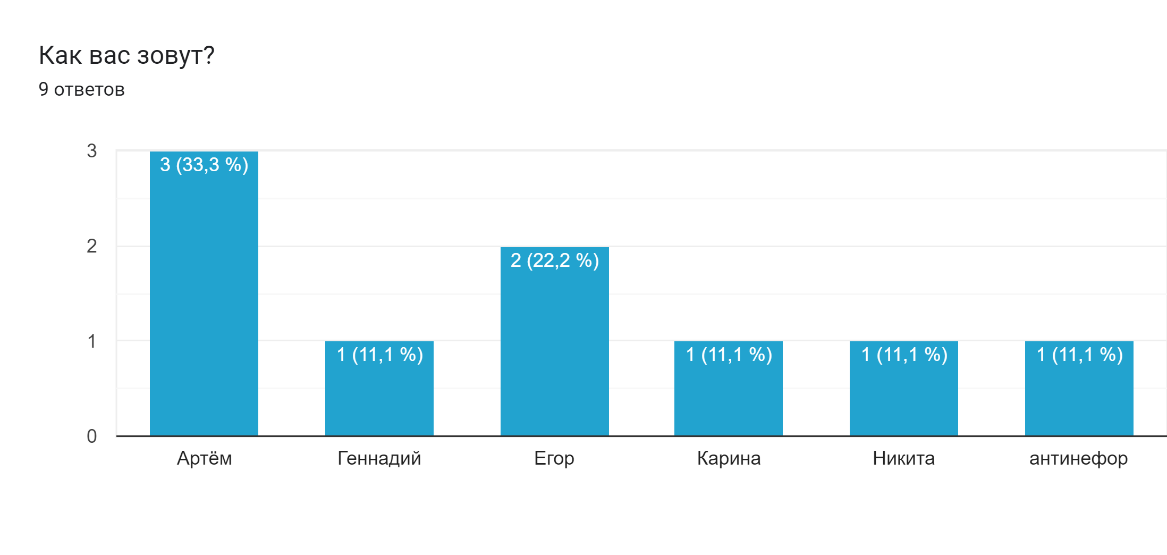 Как вас зовут?
9 ответов
3
2
1
0
3 (33,3 %)
1 (11,1 %)
2 (22,2 %)
1 (11,1 %)
1 (11,1 %)
1 (11,1 %)
Артём
Геннадий
Егор
Карина
Никита
антинефор